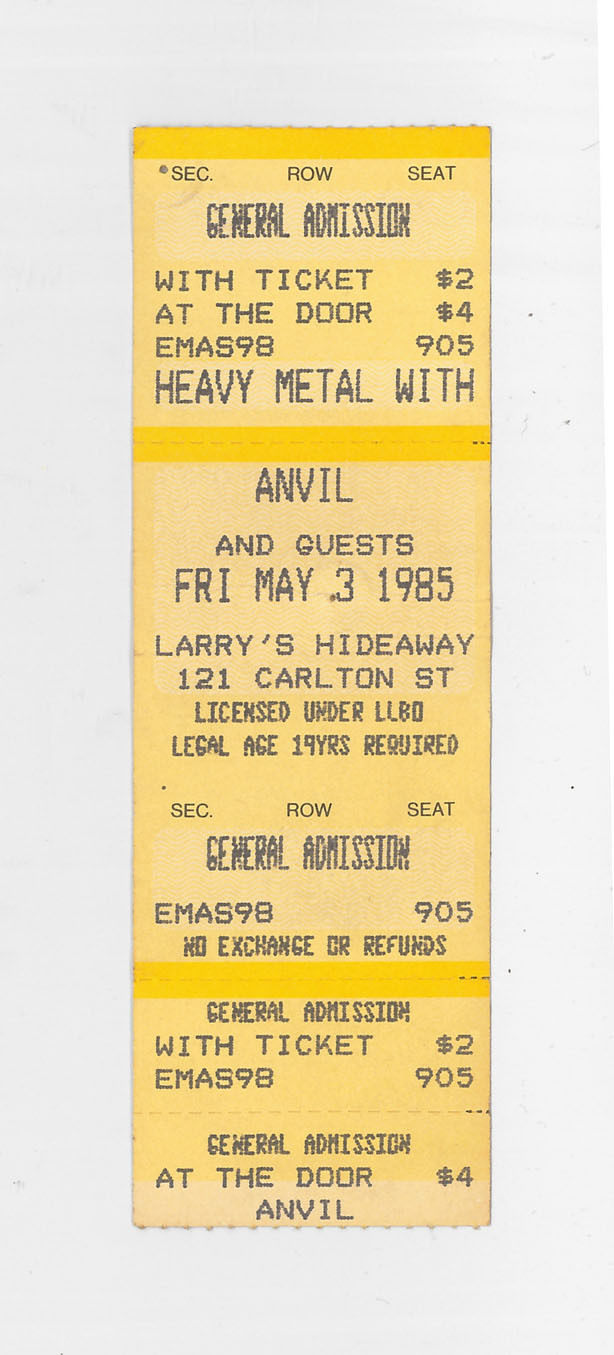 SEC. ROW SEAT
GENERAL ADMISSION
WITH TICKET $2
AT THE DOOR $4
EMAS98 905
HEAVY METAL WITH
ANVIL
AND GUESTS
FRI MAY 3 1985
LARRY'S HIDEAWAY
121 CARLTON ST
LICENSED UNDER LLBO
LEGAL AGE 19YRS REQUIRED
SEC. ROW SEAT
GENERAL ADMISSION
EMAS98 905
NO EXCHANGE OR REFUNDS
GENERAL ADMISSION
WITH TICKET $2
EMAS98 905
GENERAL ADMISSION
AT THE DOOR $4
ANVIL